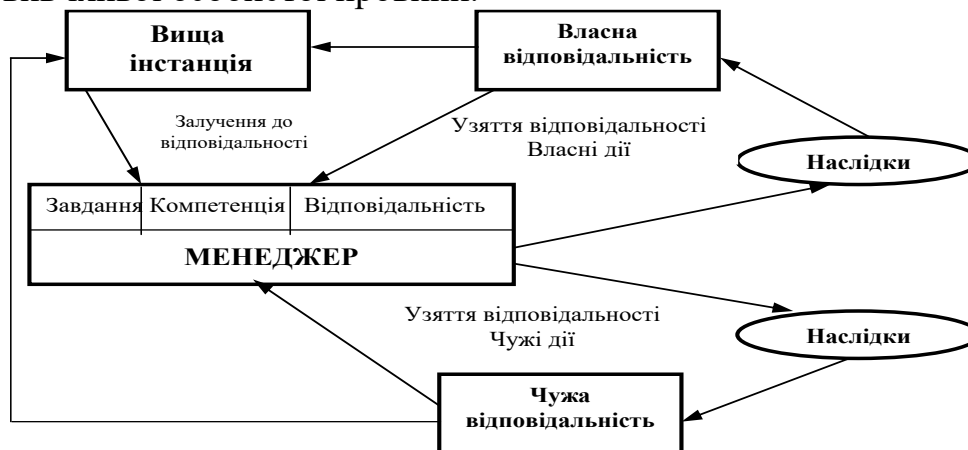 Вища
інстанція
Власна
відповідальність
Залучення до
відповідальності
Узяття відповідальності
Власні дії
Наслідки
Завдання Компетенція Відповідальність
МЕНЕДЖЕР
Узяття відповідальності
Чужі дії
Наслідки
Чужа
відповідальність